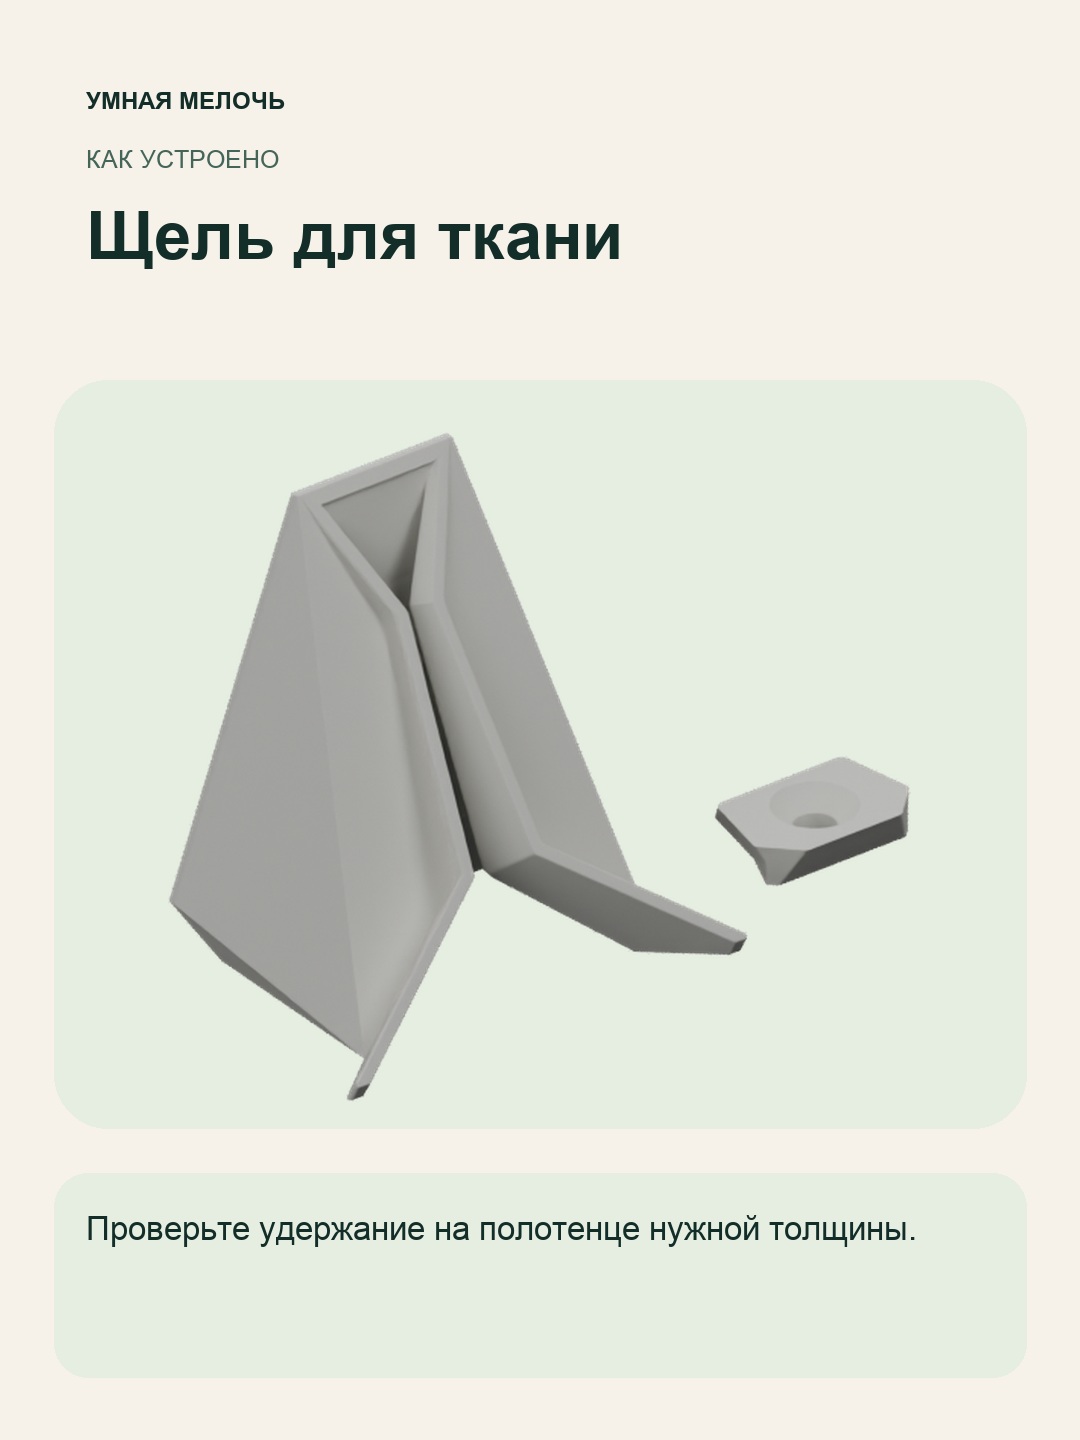 УМНАЯ МЕЛОЧЬ
КАК УСТРОЕНО
Щель для ткани
Проверьте удержание на полотенце нужной толщины.